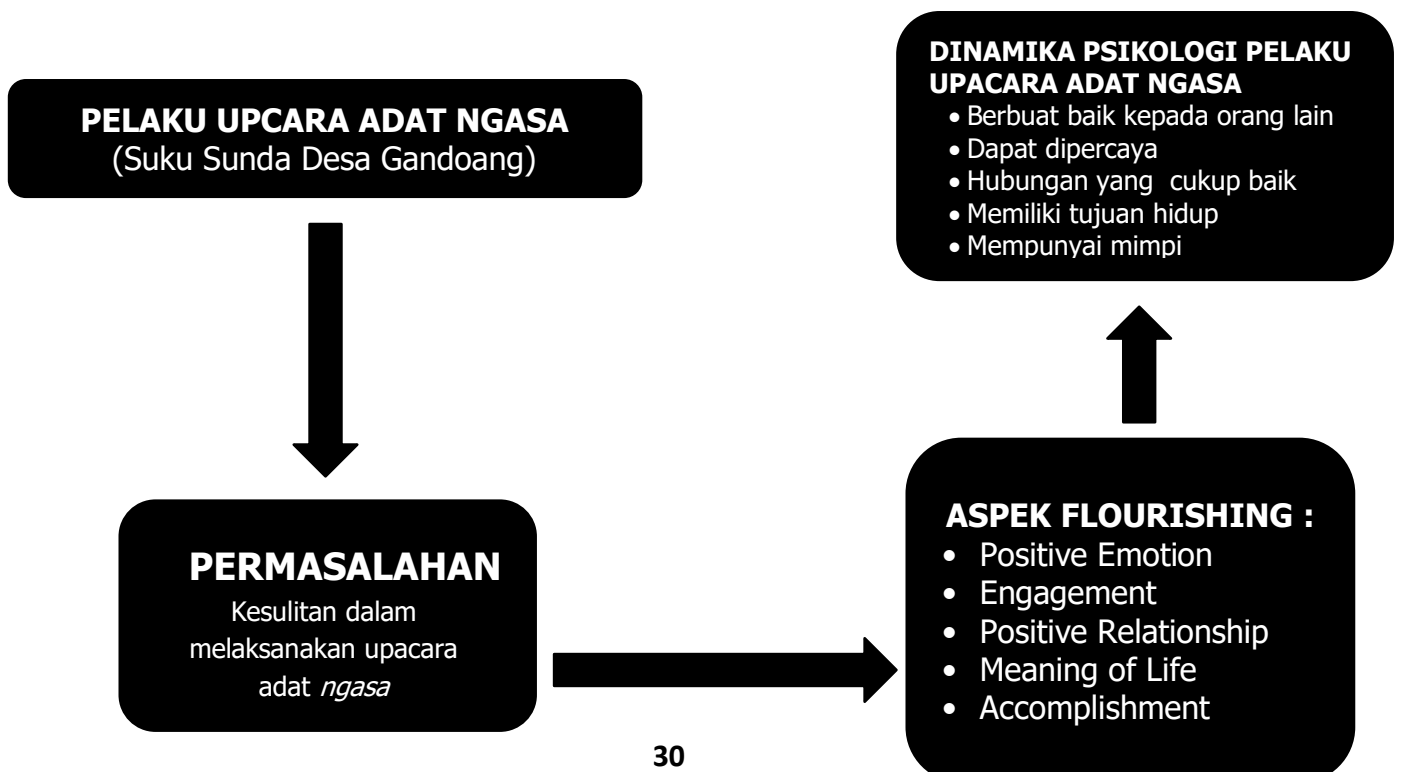 PELAKU UPCARA ADAT NGASA
(Suku Sunda Desa Gandoang)
PERMASALAHAN
Kesulitan dalam
melaksanakan upacara
adat ngasa
ASPEK FLOURISHING :
• Positive Emotion
• Engagement
• Positive Relationship
• Meaning of Life
• Accomplishment
DINAMIKA PSIKOLOGI PELAKU
UPACARA ADAT NGASA
• Berbuat baik kepada orang lain
• Dapat dipercaya
• Hubungan yang cukup baik
• Memiliki tujuan hidup
• Mempunyai mimpi
30